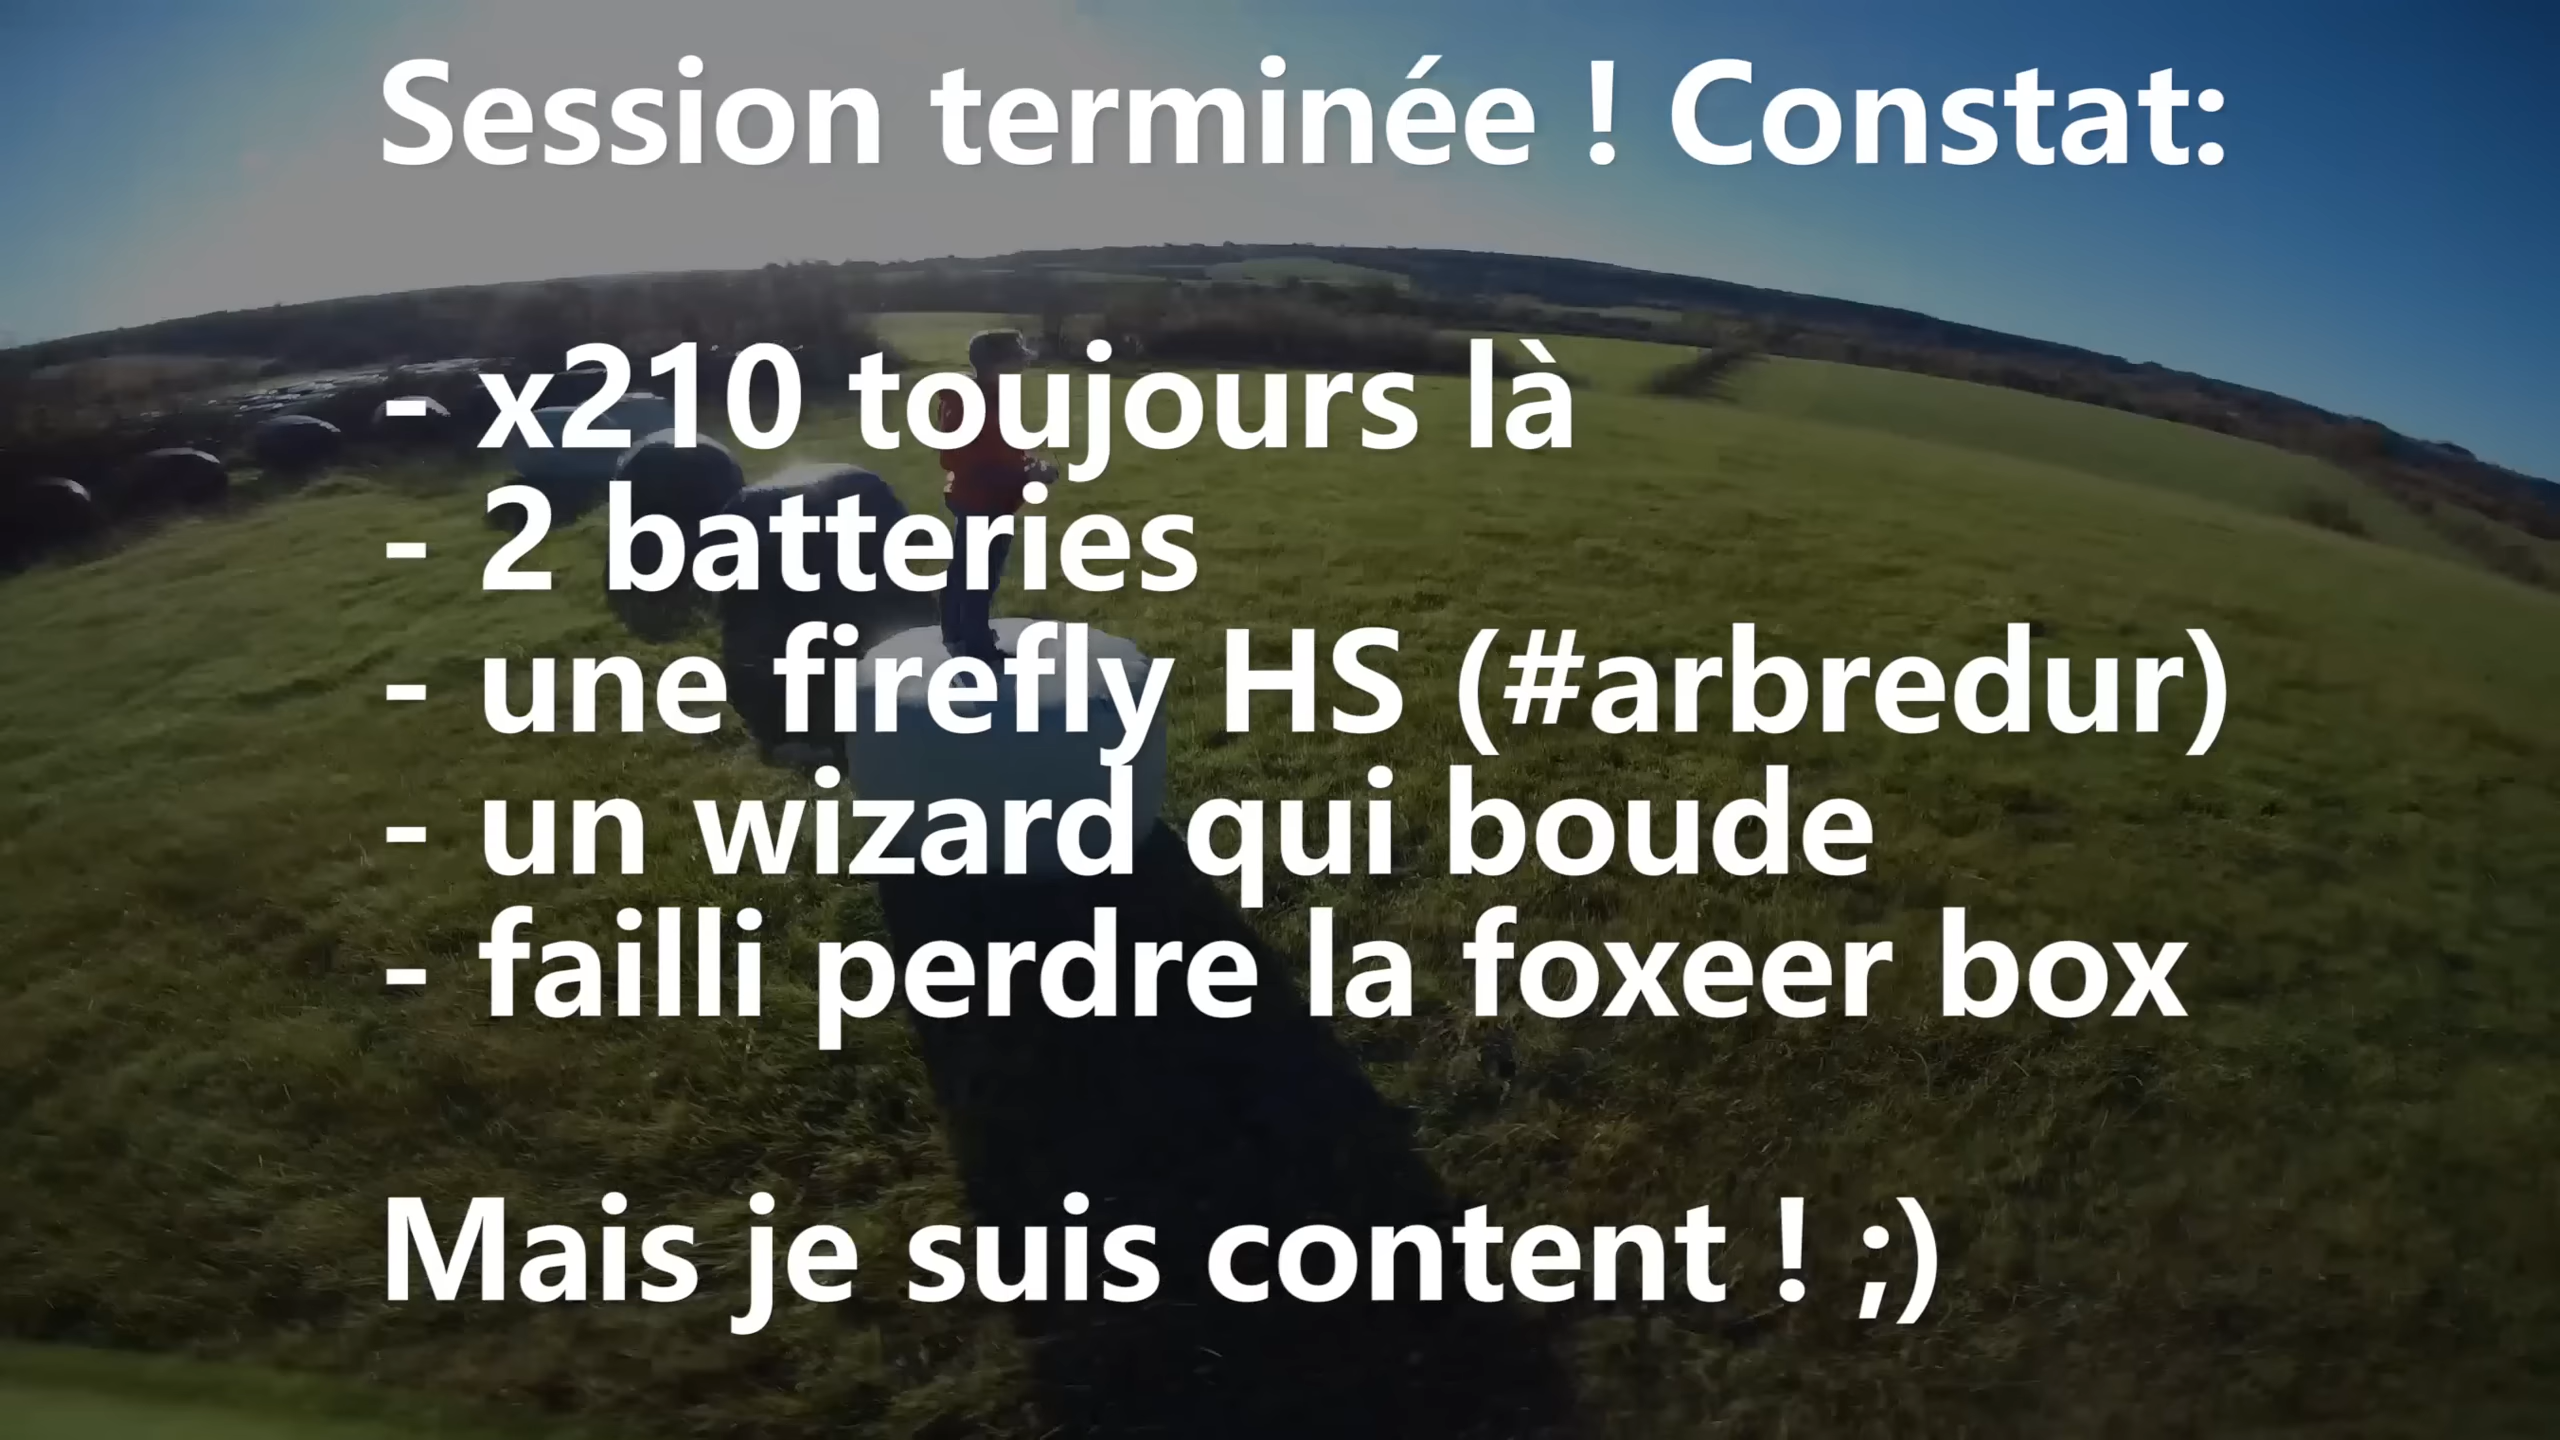 Session terminée ! Constat:
- x210 toujours là
- 2 batteries
- une firefly HS (#arbredur)
- un wizard qui boude
- failli perdre la foxeer box
Mais je suis content ! ;)